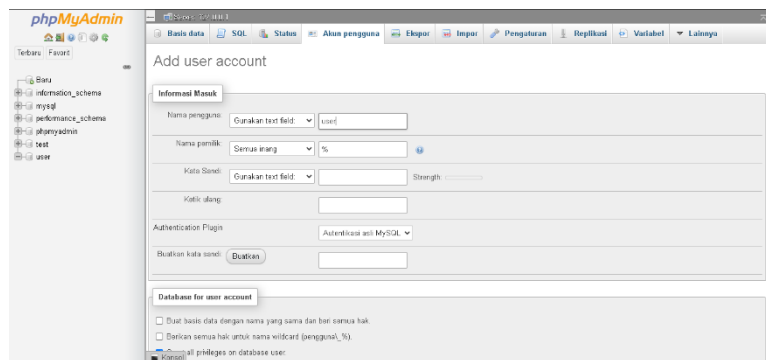 phpMyAdmin
Terbaru Favorit
Baru
information_schema
mysql
performance_schema
phpmyadmin
test
user
Basis data SQL Status Akun pengguna Ekspor Impor Pengaturan Replikasi Variabel Lainnya
Add user account
Informasi Masuk
Nama pengguna: Gunakan text field: user
Nama pemilik: Semua inang %
Kata Sandi: Gunakan text field: Strength:
Ketik ulang:
Authentication Plugin Autentikasi asli MySQL
Buatkan kata sandi: Buatkan
Database for user account
Buat basis data dengan nama yang sama dan beri semua hak.
Berikan semua hak untuk nama wildcard (pengguna\_%).
all privileges on database user.
Konsol